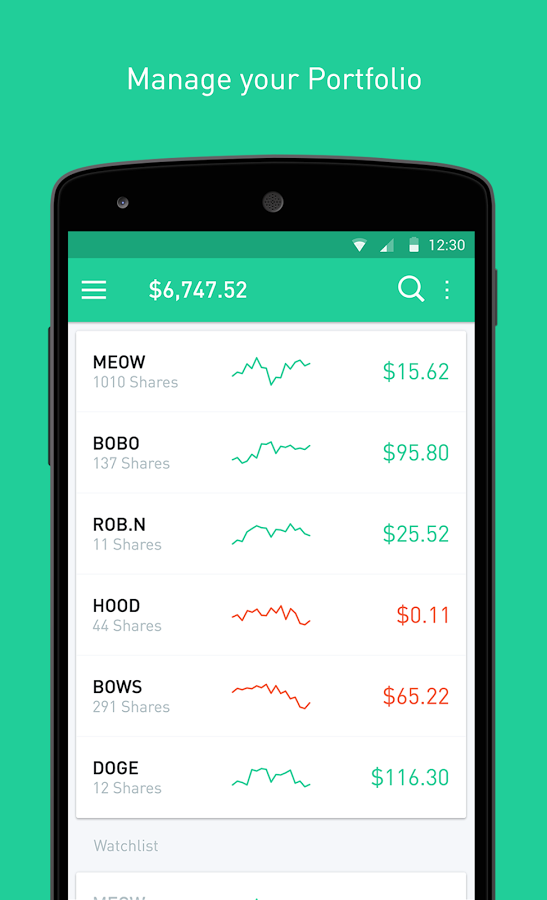 Manage your Portfolio
12:30
$6,747.52
MEOW
1010 Shares
$15.62
BOBO
137 Shares
$95.80
ROB.N
11 Shares
$25.52
HOOD
44 Shares
$0.11
BOWS
291 Shares
$65.22
DOGE
12 Shares
$116.30
Watchlist
MEOW